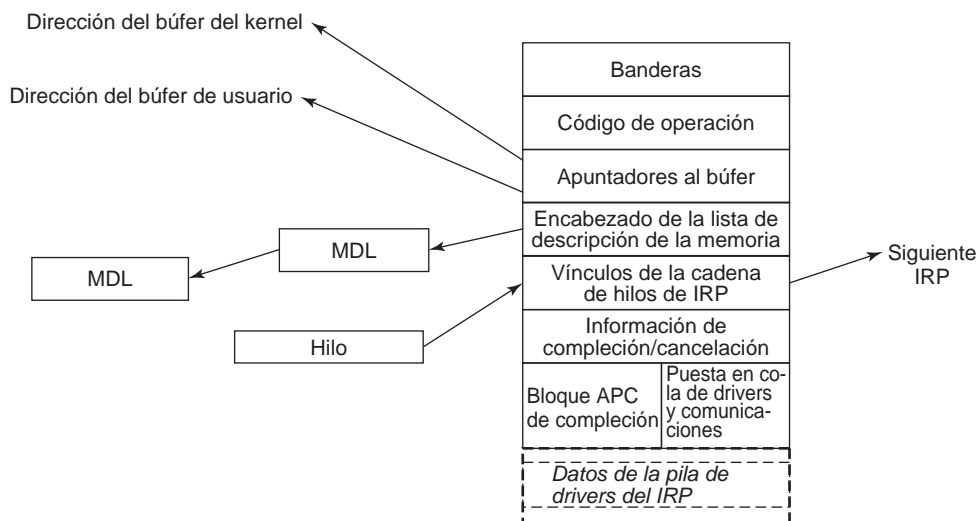 Dirección del búfer del kernel
Dirección del búfer de usuario
Banderas
Código de operación
Apuntadores al búfer
Encabezado de la lista de
descripción de la memoria
MDL
MDL
Vínculos de la cadena
de hilos de IRP
Siguiente
IRP
Hilo
Información de
compleción/cancelación
Bloque APC
de compleción
Puesta en co-
la de drivers
y comunica-
ciones
Datos de la pila de
drivers del IRP